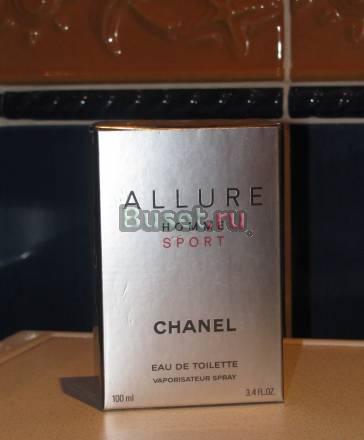 ALLURE
Buset.ru
HOMME
SPORT
CHANEL
EAU DE TOILETTE
VAPORISATEUR SPRAY
100 ml 3.4 FL.OZ.